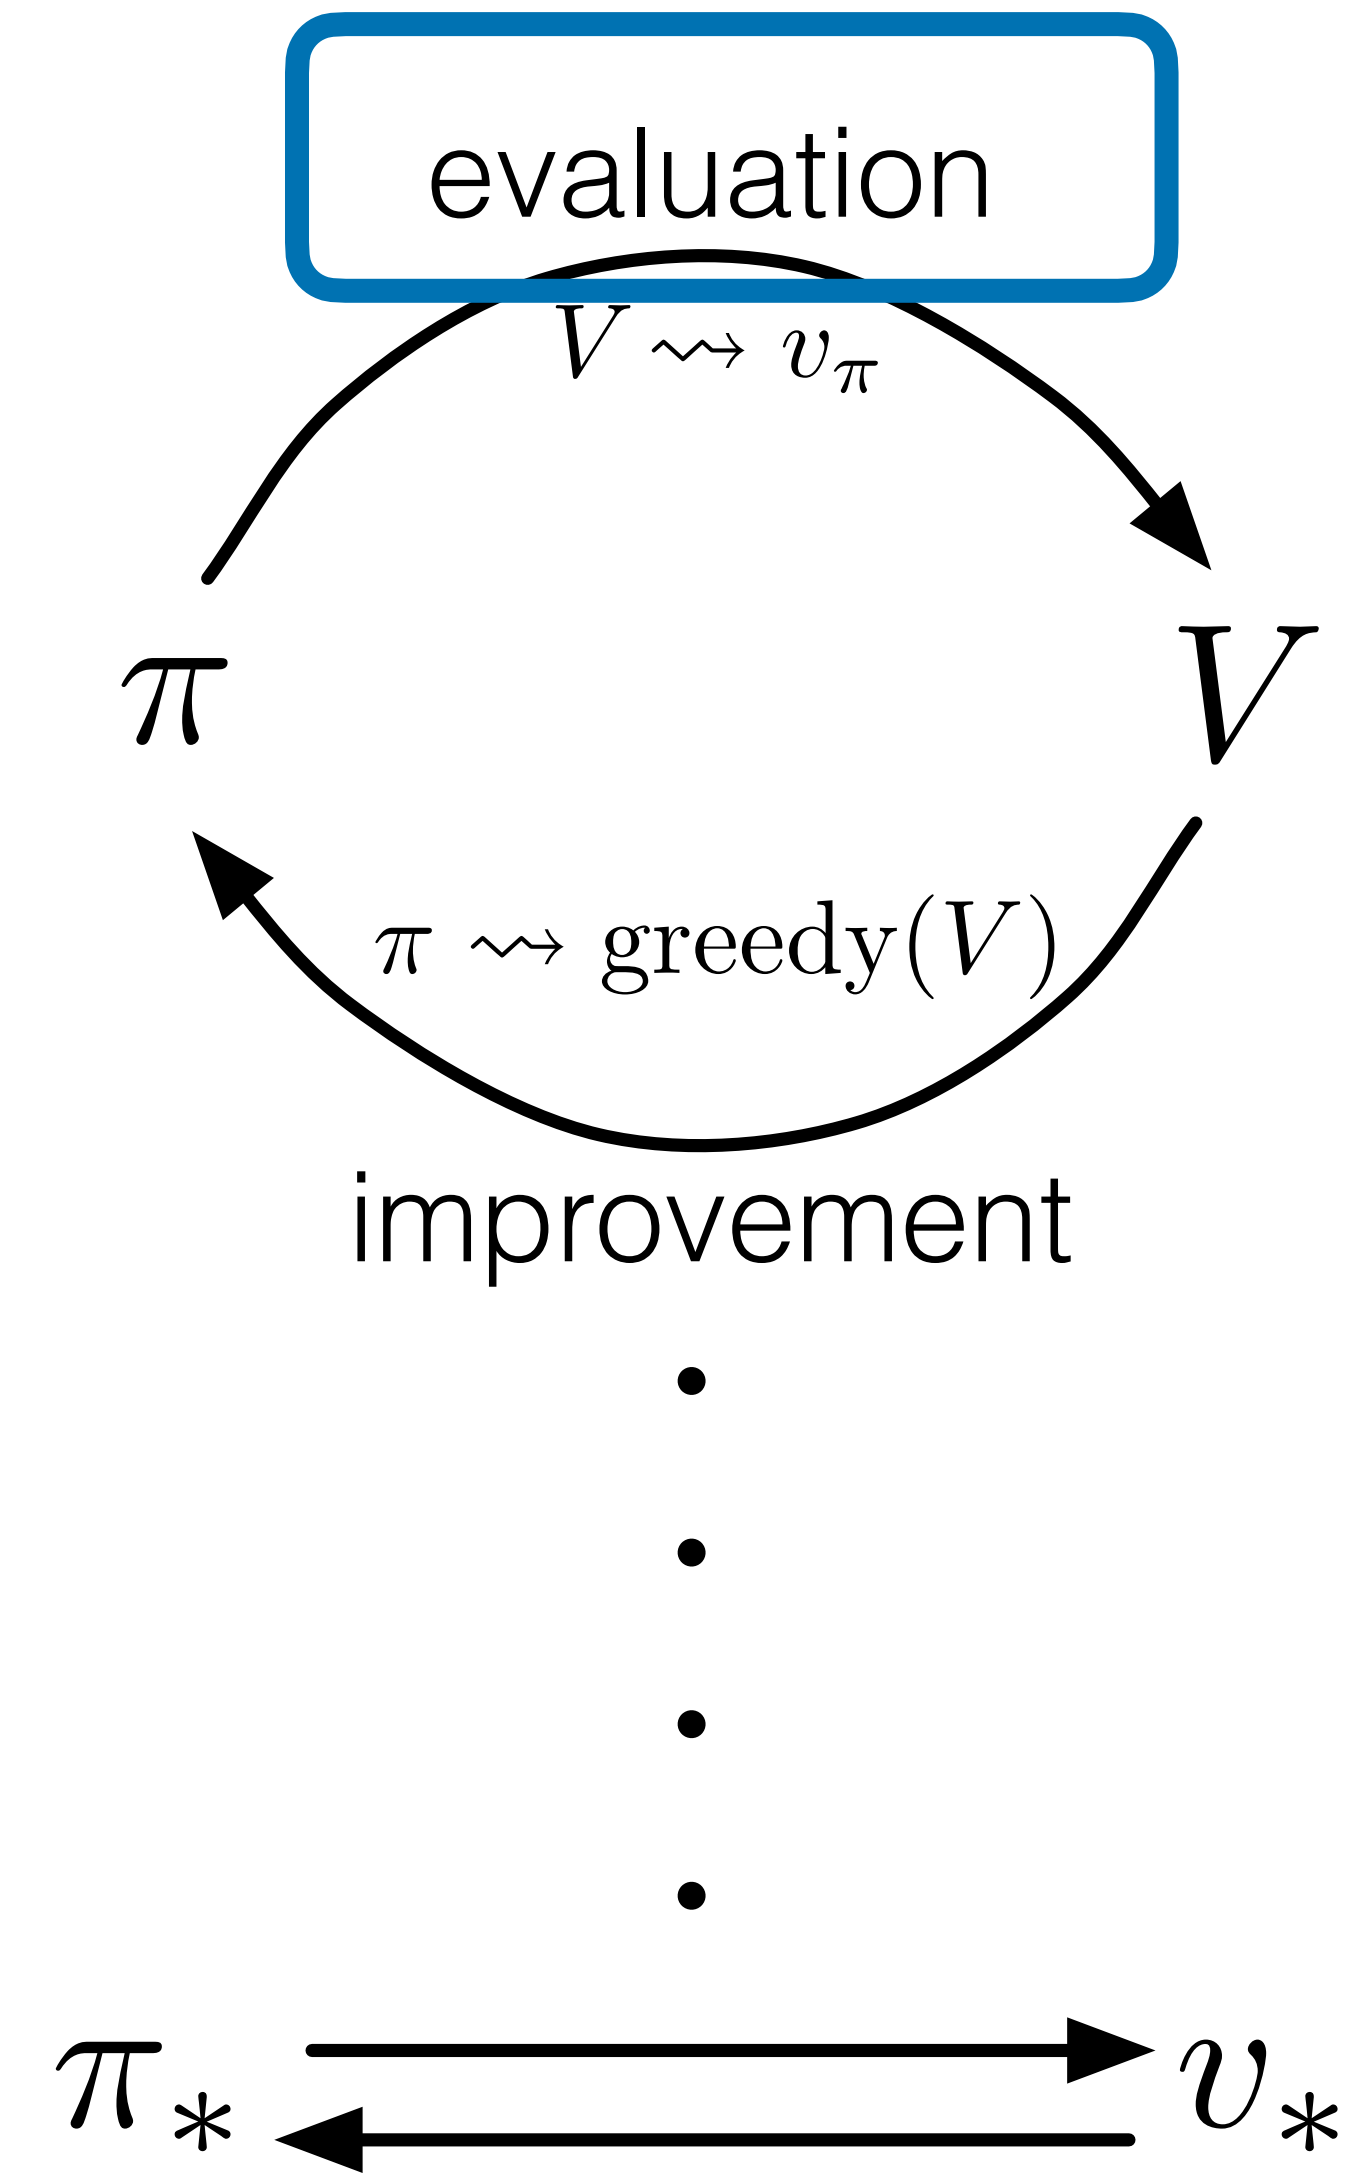 evaluation
V ⇝ v_π
π V
π ⇝ greedy(V)
improvement
π_* v_*